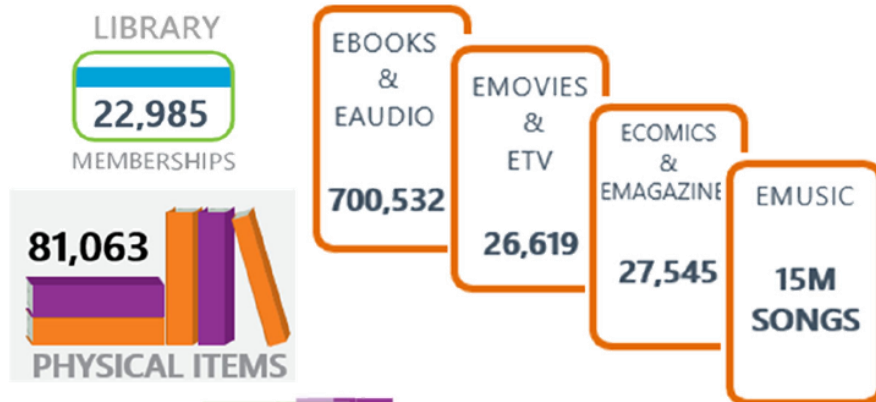 LIBRARY
22,985
MEMBERSHIPS
81,063
PHYSICAL ITEMS
EBOOKS
&
EAUDIO
700,532
EMOVIES
&
ETV
26,619
ECOMICS
&
EMAGAZINE
27,545
EMUSIC
15M
SONGS